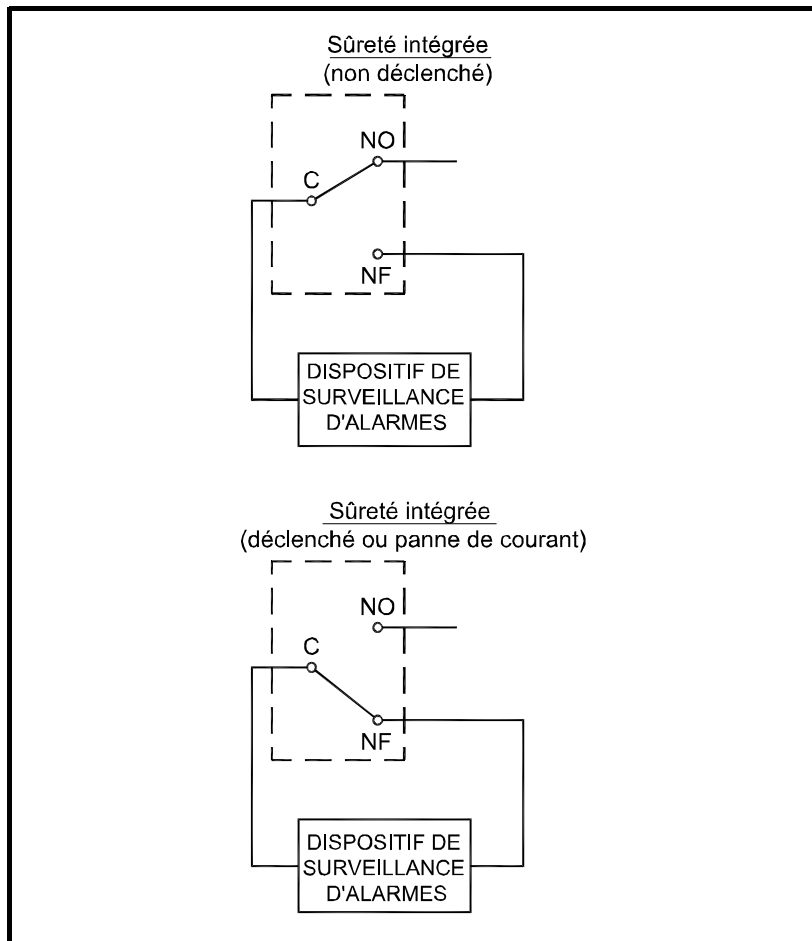 Sûreté intégrée
(non déclenché)
NO
C
NF
DISPOSITIF DE
SURVEILLANCE
D'ALARMES
Sûreté intégrée
(déclenché ou panne de courant)
NO
C
NF
DISPOSITIF DE
SURVEILLANCE
D'ALARMES